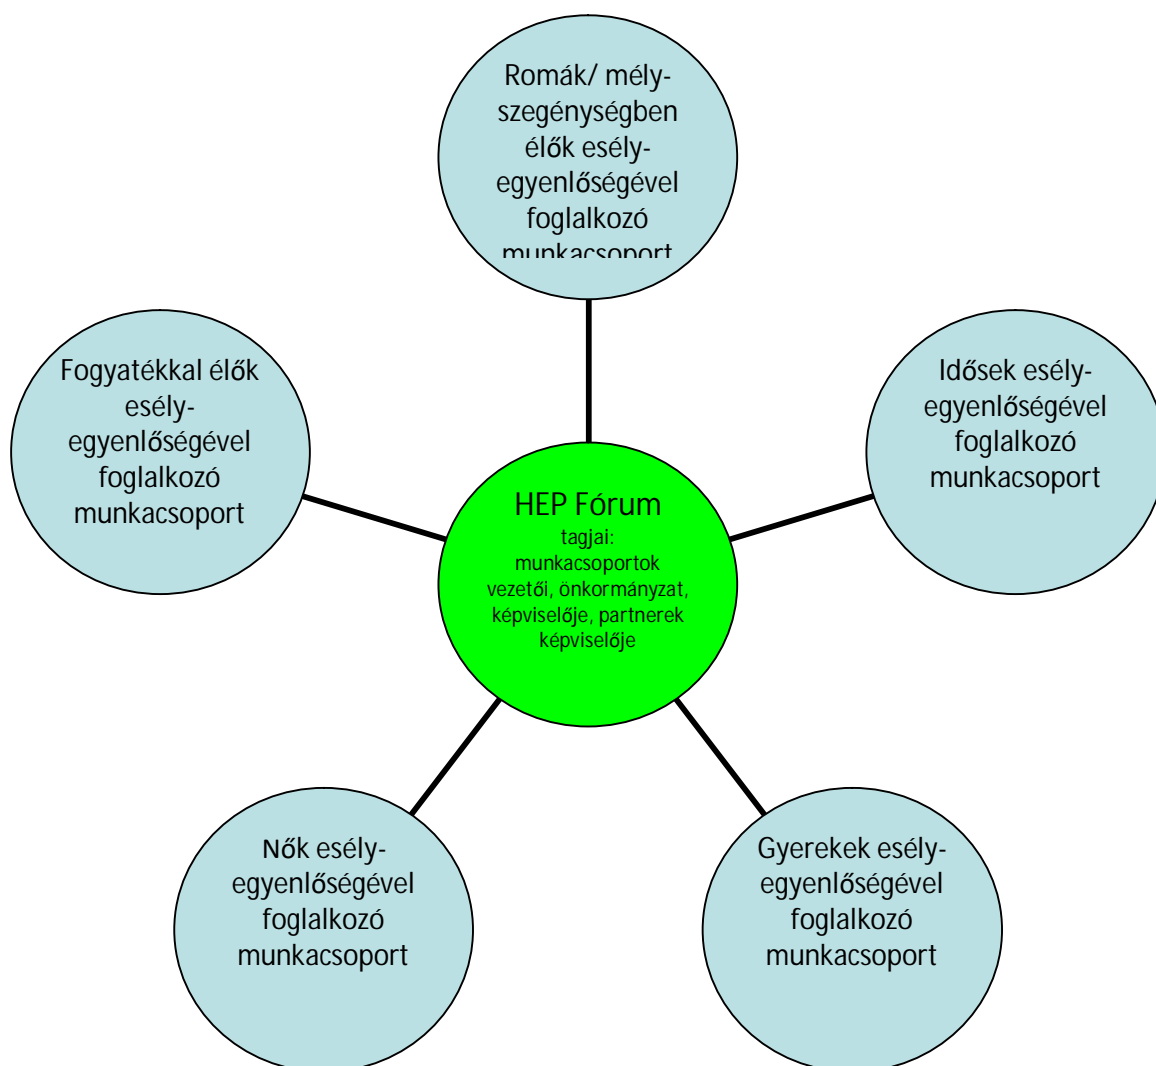 Romák/ mély-
szegénységben
élők esély-
egyenlőségével
foglalkozó
munkacsoport
Fogyatékkal élők
esély-
egyenlőségével
foglalkozó
munkacsoport
Idősek esély-
egyenlőségével
foglalkozó
munkacsoport
HEP Fórum
tagjai:
munkacsoportok
vezetői, önkormányzat,
képviselője, partnerek
képviselője
Nők esély-
egyenlőségével
foglalkozó
munkacsoport
Gyerekek esély-
egyenlőségével
foglalkozó
munkacsoport